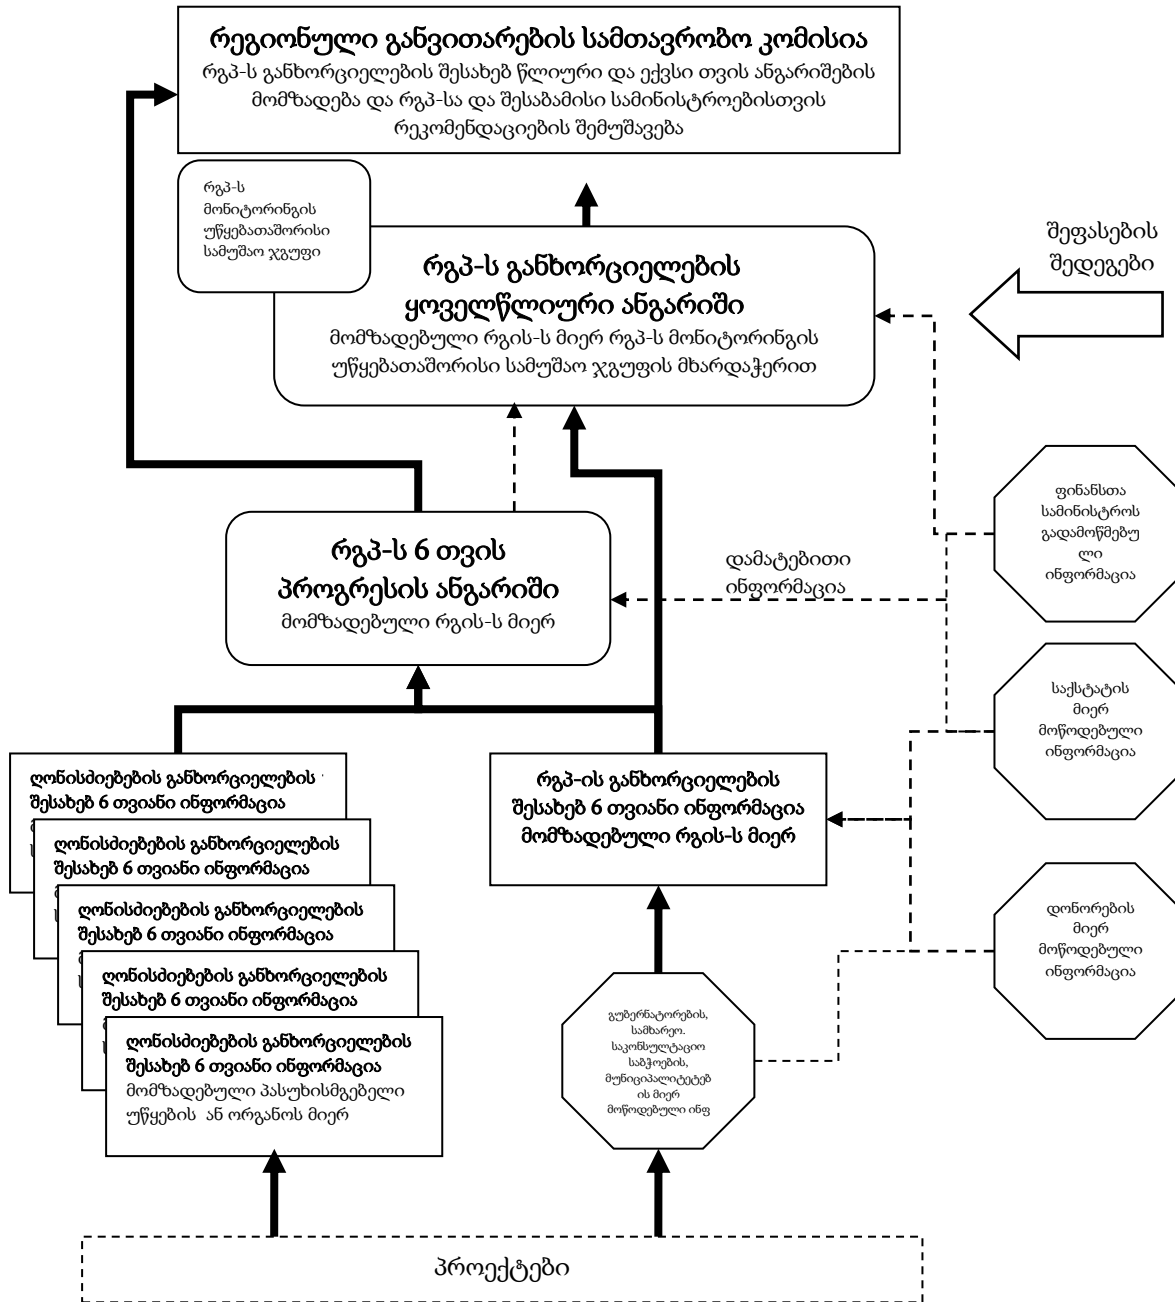 რეგიონული განვითარების სამთავრობო კომისია
რგპ-ს განხორციელების შესახებ წლიური და ექვსი თვის ანგარიშების
მომზადება და რგპ-სა და შესაბამისი სამინისტროებისთვის
რეკომენდაციების შემუშავება
რგპ-ს
მონიტორინგის
უწყებათაშორისი
სამუშაო ჯგუფი
რგპ-ს განხორციელების
ყოველწლიური ანგარიში
მომზადებული რგის-ს მიერ რგპ-ს მონიტორინგის
უწყებათაშორისი სამუშაო ჯგუფის მხარდაჭერით
შეფასების
შედეგები
რგპ-ს 6 თვის
პროგრესის ანგარიში
მომზადებული რგის-ს მიერ
დამატებითი
ინფორმაცია
ფინანსთა
სამინისტროს
გადამოწმებუ
ლი
ინფორმაცია
საქსტატის
მიერ
მოწოდებული
ინფორმაცია
დონორების
მიერ
მოწოდებული
ინფორმაცია
ღონისძიებების განხორციელების
შესახებ 6 თვიანი ინფორმაცია
ღონისძიებების განხორციელების
შესახებ 6 თვიანი ინფორმაცია
ღონისძიებების განხორციელების
შესახებ 6 თვიანი ინფორმაცია
ღონისძიებების განხორციელების
შესახებ 6 თვიანი ინფორმაცია
ღონისძიებების განხორციელების
შესახებ 6 თვიანი ინფორმაცია
მომზადებული პასუხისმგებელი
უწყების ან ორგანოს მიერ
რგპ-ის განხორციელების
შესახებ 6 თვიანი ინფორმაცია
მომზადებული რგის-ს მიერ
გუბერნატორების,
სამხარეო.
საკონსულტაციო
საბჭოების,
მუნიციპალიტეტებ
ის მიერ
მოწოდებული ინფ
პროექტები